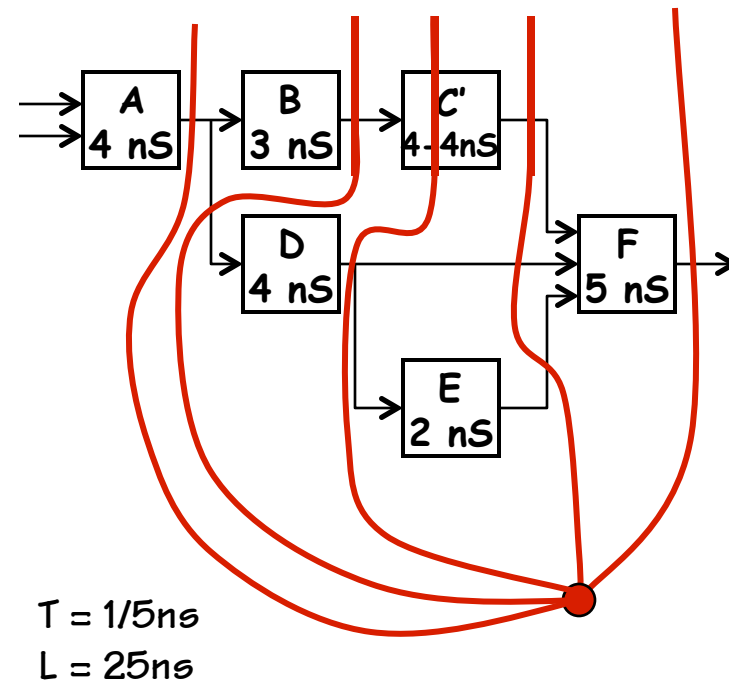 A
4 nS
B
3 nS
C'
4-4nS
D
4 nS
F
5 nS
E
2 nS
T = 1/5ns
L = 25ns